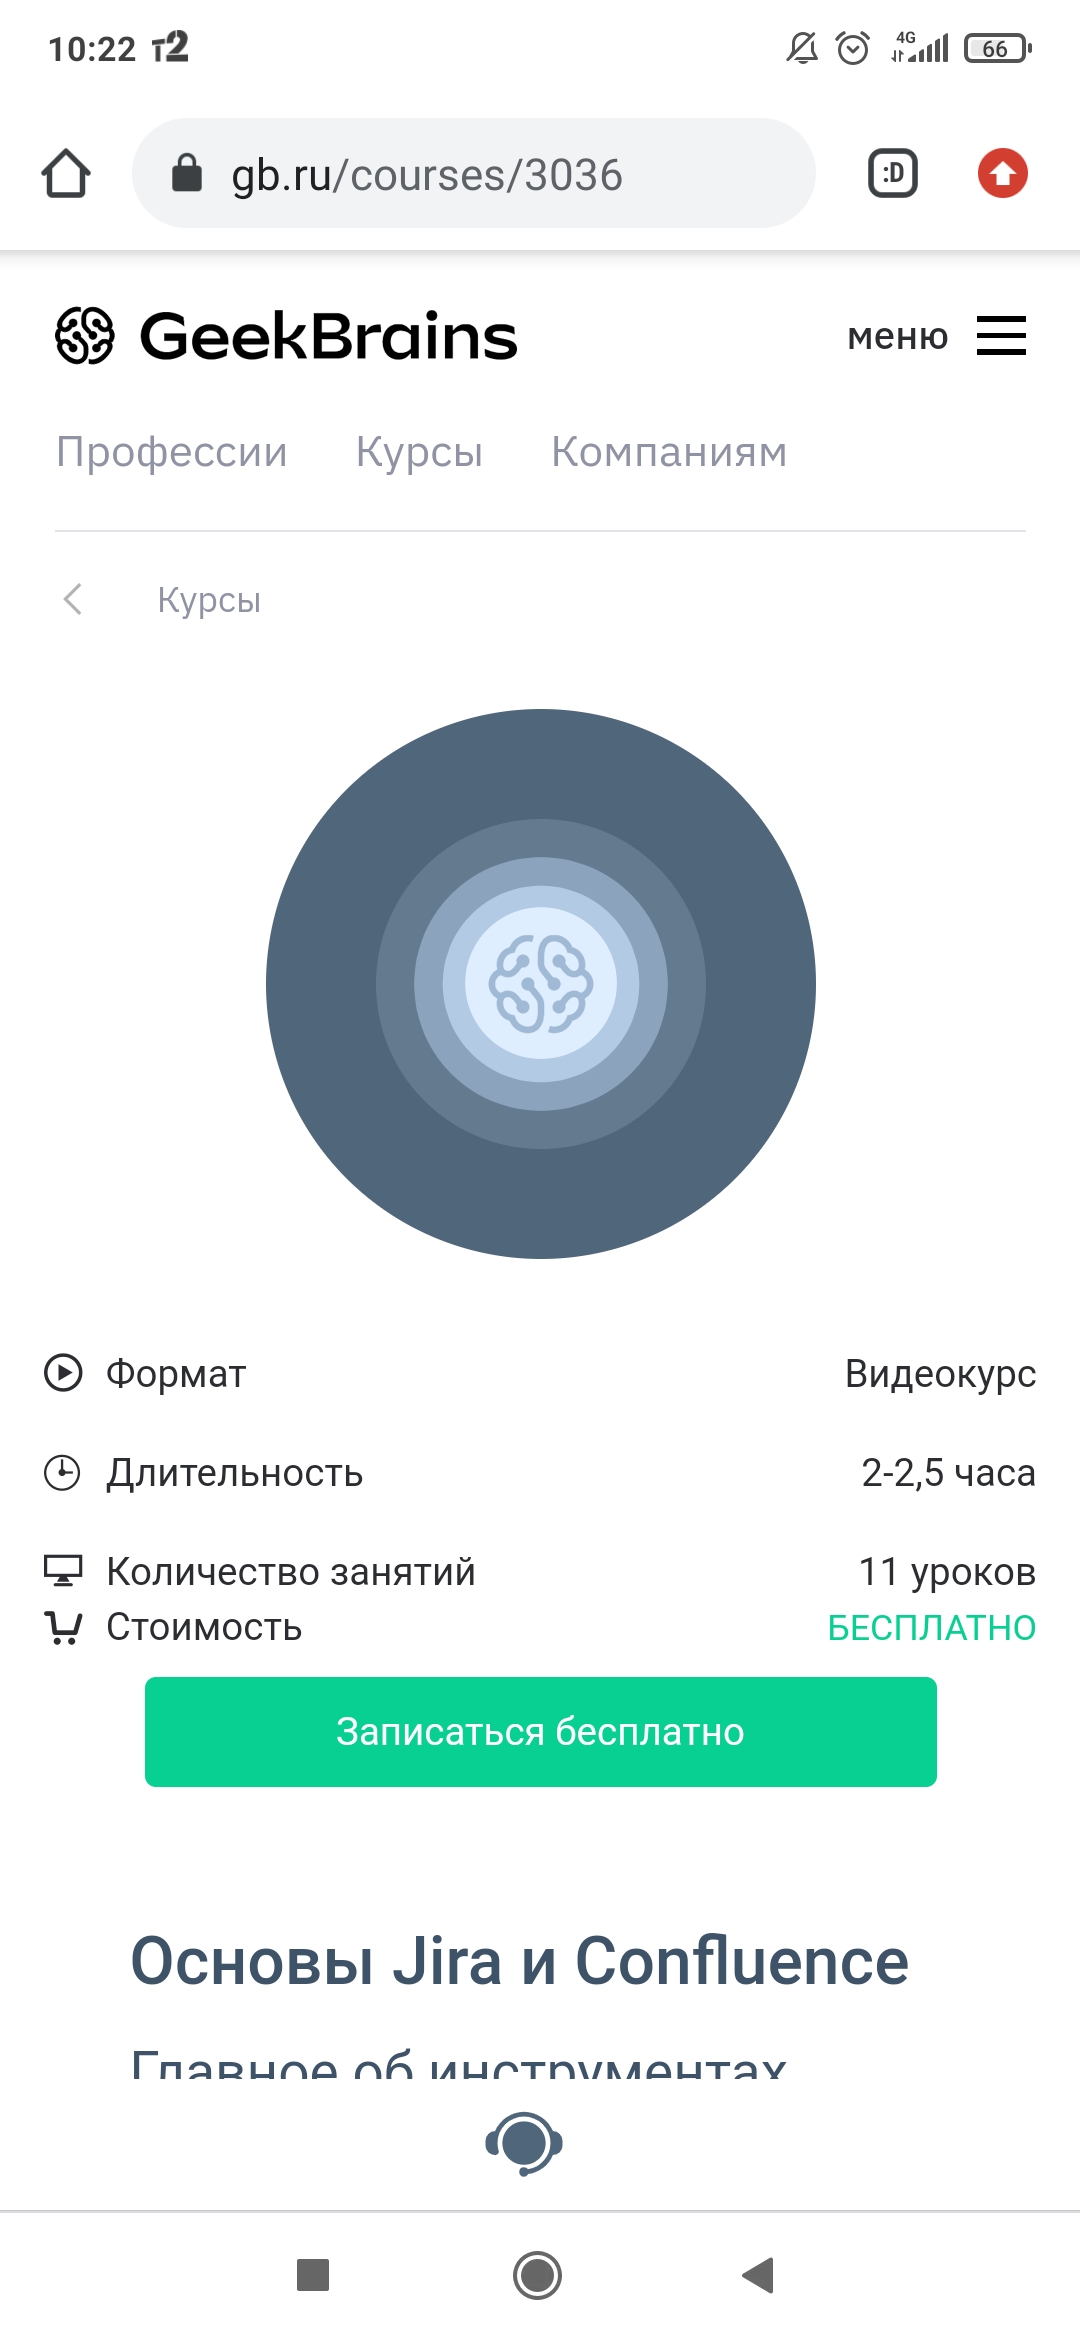 10:22 т2 4G 66
gb.ru/courses/3036 :D
GeekBrains меню
Профессии Курсы Компаниям
Курсы
Формат Видеокурс
Длительность 2-2,5 часа
Количество занятий 11 уроков
Стоимость БЕСПЛАТНО
Записаться бесплатно
Основы Jira и Confluence
Главное об инструментах